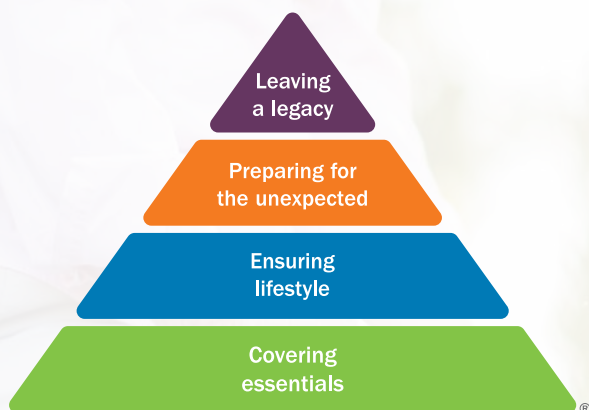 Leaving
a legacy
Preparing for
the unexpected
Ensuring
lifestyle
Covering
essentials
®